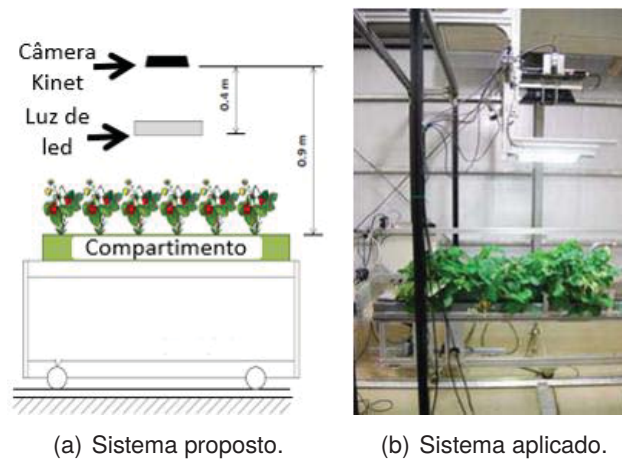 Câmera
Kinet
0.4 m
Luz de
led
0.9 m
Compartimento
(a) Sistema proposto.
(b) Sistema aplicado.